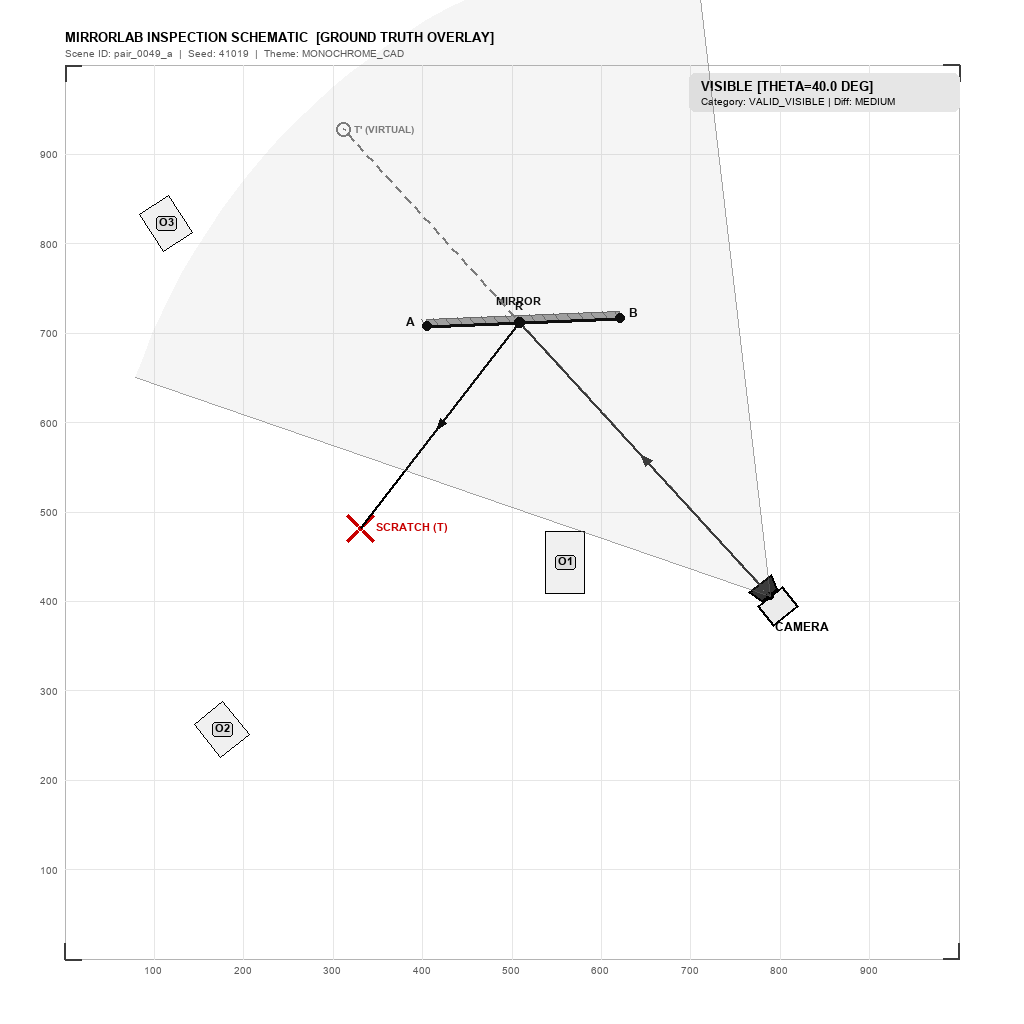 MIRRORLAB INSPECTION SCHEMATIC [GROUND TRUTH OVERLAY]
Scene ID: pair_0049_a | Seed: 41019 | Theme: MONOCHROME_CAD
VISIBLE [THETA=40.0 DEG]
Category: VALID_VISIBLE | Diff: MEDIUM
T' (VIRTUAL)
900
O3
800
MIRROR
R
A
B
700
600
500
SCRATCH (T)
O1
400
CAMERA
300
O2
200
100
100 200 300 400 500 600 700 800 900